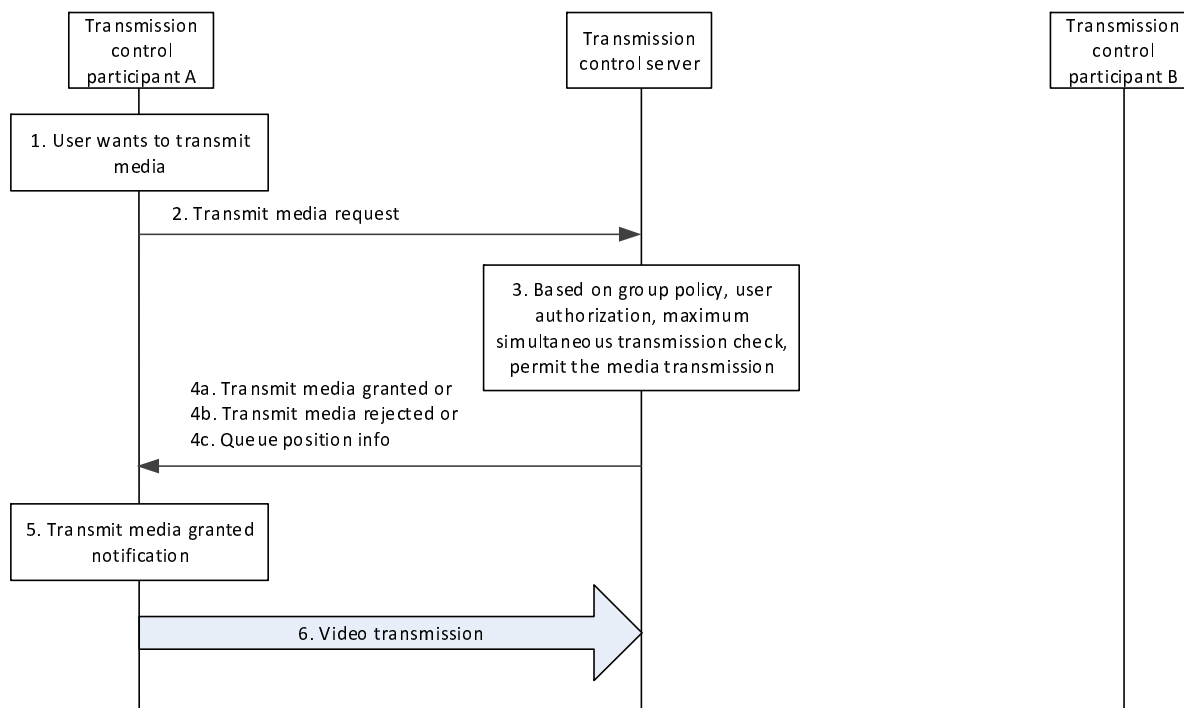 Transmission
control
participant A
Transmission
control server
Transmission
control
participant B
1. User wants to transmit
media
2. Transmit media request
3. Based on group policy, user
authorization, maximum
simultaneous transmission check,
permit the media transmission
4a. Transmit media granted or
4b. Transmit media rejected or
4c. Queue position info
5. Transmit media granted
notification
6. Video transmission